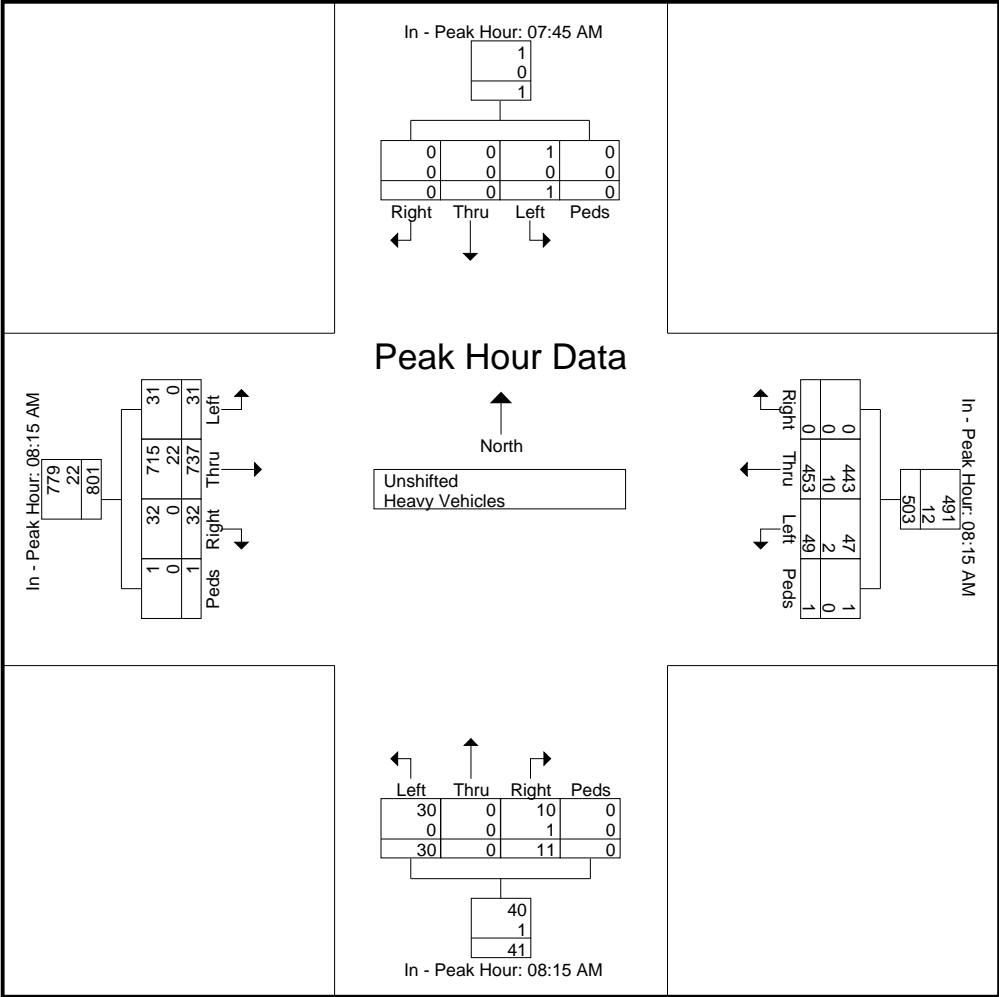 In - Peak Hour: 07:45 AM
1
0
1
0 0 1 0
0 0 0 0
0 0 1 0
Right Thru Left Peds
Peak Hour Data
North
Unshifted
Heavy Vehicles
In - Peak Hour: 08:15 AM
779
22
801
31 0 31 Left
715 22 737 Thru
32 0 32 Right
1 0 1 Peds
Right 0 0 0
Thru 453 10 443
Left 49 2 47
Peds 1 0 1
491
12
503
In - Peak Hour: 08:15 AM
Left Thru Right Peds
30 0 10 0
0 0 1 0
30 0 11 0
40
1
41
In - Peak Hour: 08:15 AM